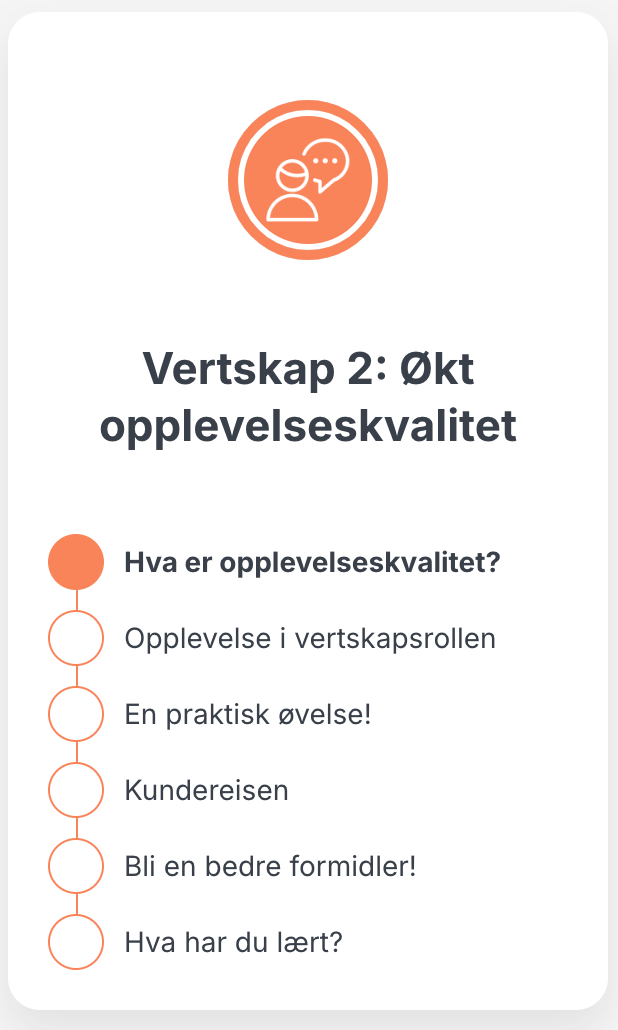 Vertskap 2: Økt
opplevelseskvalitet
Hva er opplevelseskvalitet?
Opplevelse i vertskapsrollen
En praktisk øvelse!
Kundereisen
Bli en bedre formidler!
Hva har du lært?